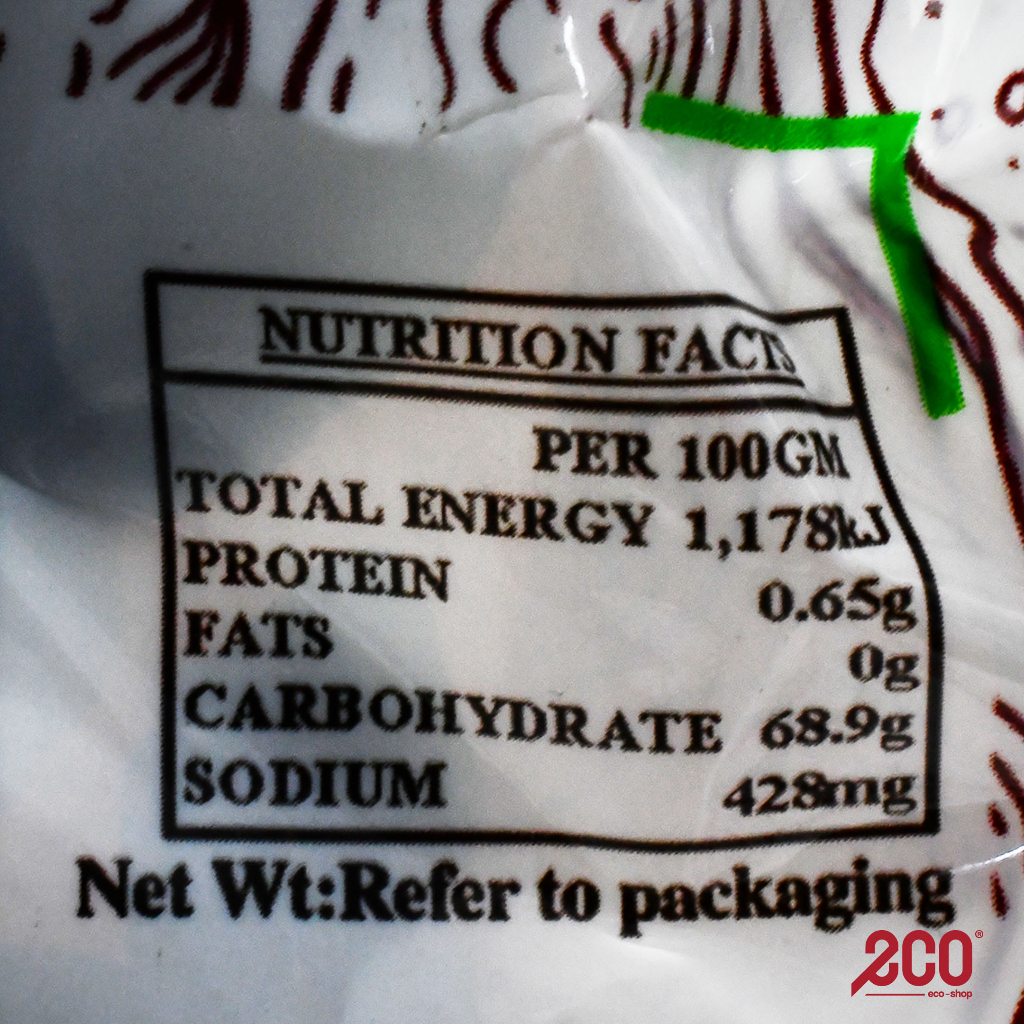 NUTRITION FACTS
PER 100GM
TOTAL ENERGY 1,178kJ
PROTEIN 0.65g
FATS 0g
CARBOHYDRATE 68.9g
SODIUM 428mg
Net Wt:Refer to packaging
eco®
eco-shop